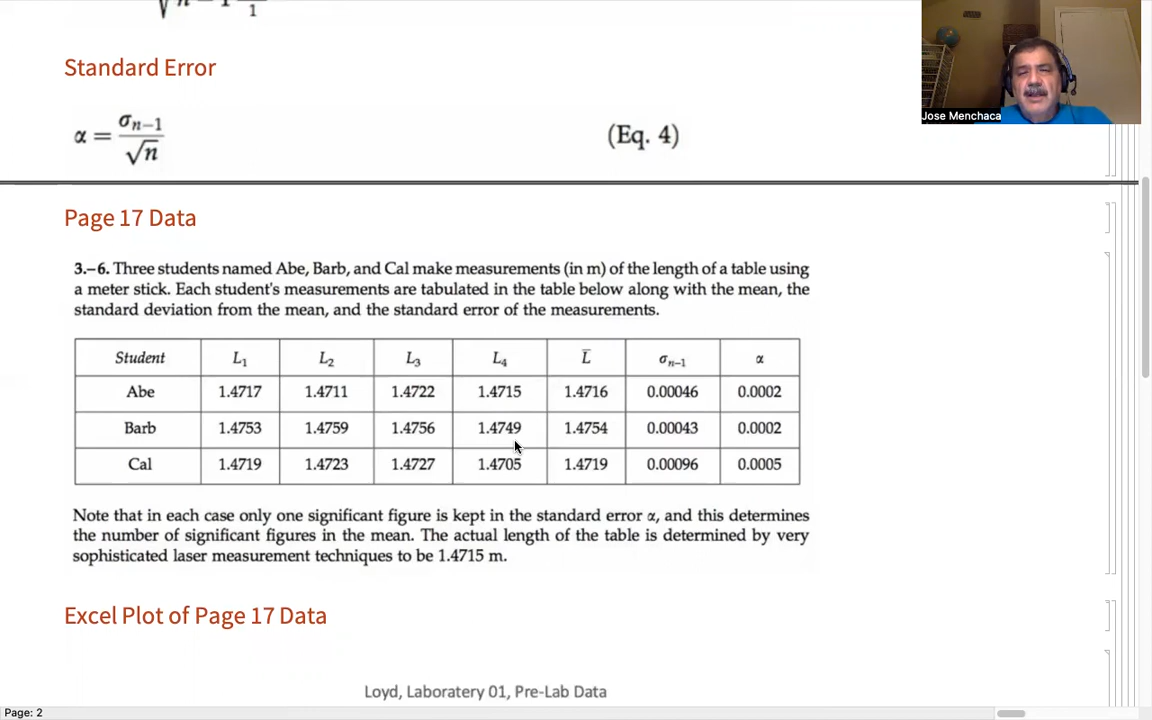 Standard Error
α = σn−1 / √n (Eq. 4)
Jose Menchaca
Page 17 Data
3.–6. Three students named Abe, Barb, and Cal make measurements (in m) of the length of a table using
a meter stick. Each student's measurements are tabulated in the table below along with the mean, the
standard deviation from the mean, and the standard error of the measurements.
Student L1 L2 L3 L4 L̅ σn−1 α
Abe 1.4717 1.4711 1.4722 1.4715 1.4716 0.00046 0.0002
Barb 1.4753 1.4759 1.4756 1.4749 1.4754 0.00043 0.0002
Cal 1.4719 1.4723 1.4727 1.4705 1.4719 0.00096 0.0005
Note that in each case only one significant figure is kept in the standard error α, and this determines
the number of significant figures in the mean. The actual length of the table is determined by very
sophisticated laser measurement techniques to be 1.4715 m.
Excel Plot of Page 17 Data
Loyd, Laboratery 01, Pre-Lab Data
Page: 2